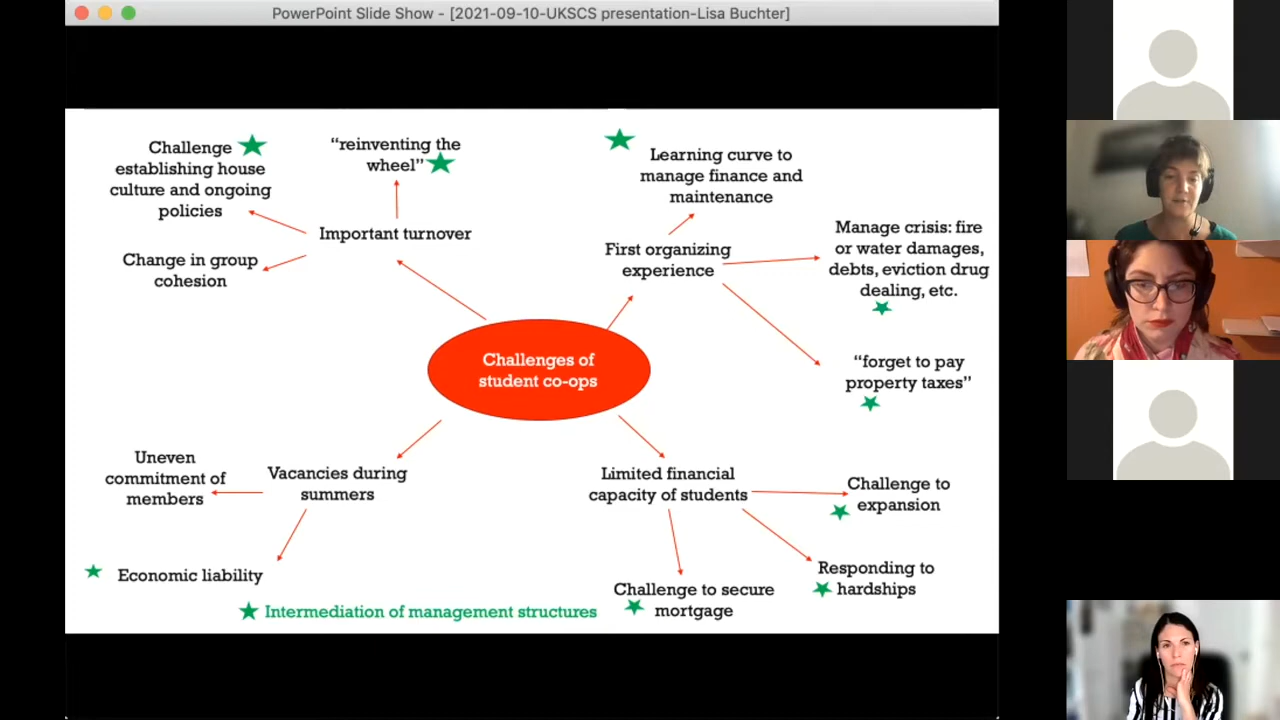 PowerPoint Slide Show - [2021-09-10-UKSCS presentation-Lisa Buchter]
Challenge
establishing house
culture and ongoing
policies
“reinventing the
wheel”
Important turnover
Change in group
cohesion
Learning curve to
manage finance and
maintenance
First organizing
experience
Manage crisis: fire
or water damages,
debts, eviction drug
dealing, etc.
“forget to pay
property taxes”
Challenges of
student co-ops
Uneven
commitment of
members
Vacancies during
summers
Economic liability
Limited financial
capacity of students
Challenge to
expansion
Responding to
hardships
Challenge to secure
mortgage
Intermediation of management structures